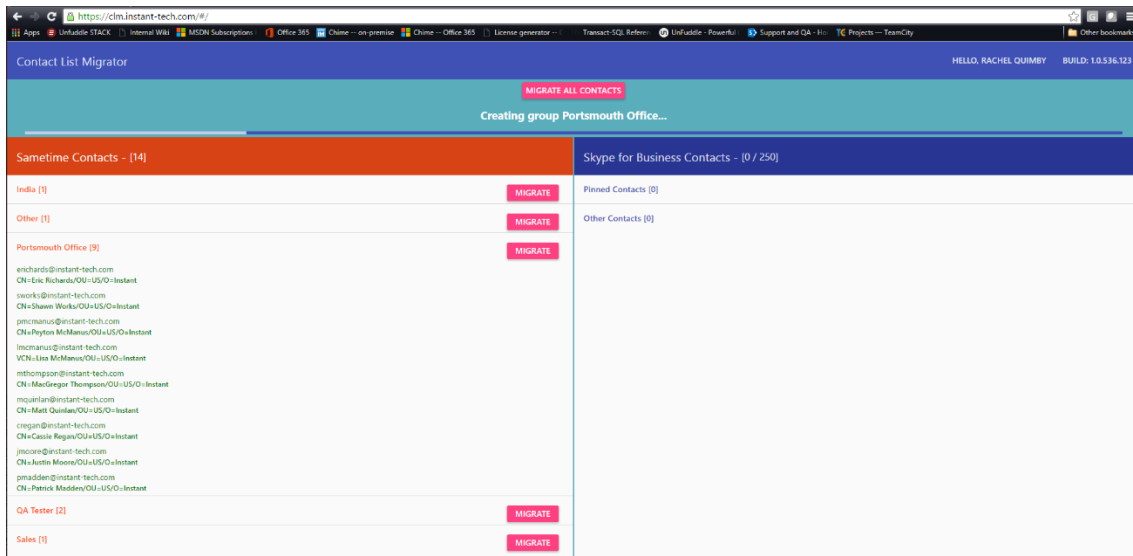 https://clm.instant-tech.com/#/
Apps Unfuddle STACK Internal Wiki MSDN Subscriptions Office 365 Chime -- on-premise Chime -- Office 365 License generator -- Transact-SQL Referen UnFuddle - Powerful Support and QA - Ho Projects — TeamCity Other bookmarks
Contact List Migrator
HELLO, RACHEL QUIMBY BUILD: 1.0.536.123
MIGRATE ALL CONTACTS
Creating group Portsmouth Office...
Sametime Contacts - [14]
Skype for Business Contacts - [0 / 250]
India [1] MIGRATE
Pinned Contacts [0]
Other [1] MIGRATE
Other Contacts [0]
Portsmouth Office [9] MIGRATE
erichards@instant-tech.com
CN=Eric Richards/OU=US/O=Instant
sworks@instant-tech.com
CN=Shawn Works/OU=US/O=Instant
pmcmanus@instant-tech.com
CN=Peyton McManus/OU=US/O=Instant
lmcmanus@instant-tech.com
VCN=Lisa McManus/OU=US/O=Instant
mthompson@instant-tech.com
CN=MacGregor Thompson/OU=US/O=Instant
mquinlan@instant-tech.com
CN=Matt Quinlan/OU=US/O=Instant
cregan@instant-tech.com
CN=Cassie Regan/OU=US/O=Instant
jmoore@instant-tech.com
CN=Justin Moore/OU=US/O=Instant
pmadden@instant-tech.com
CN=Patrick Madden/OU=US/O=Instant
QA Tester [2] MIGRATE
Sales [1] MIGRATE